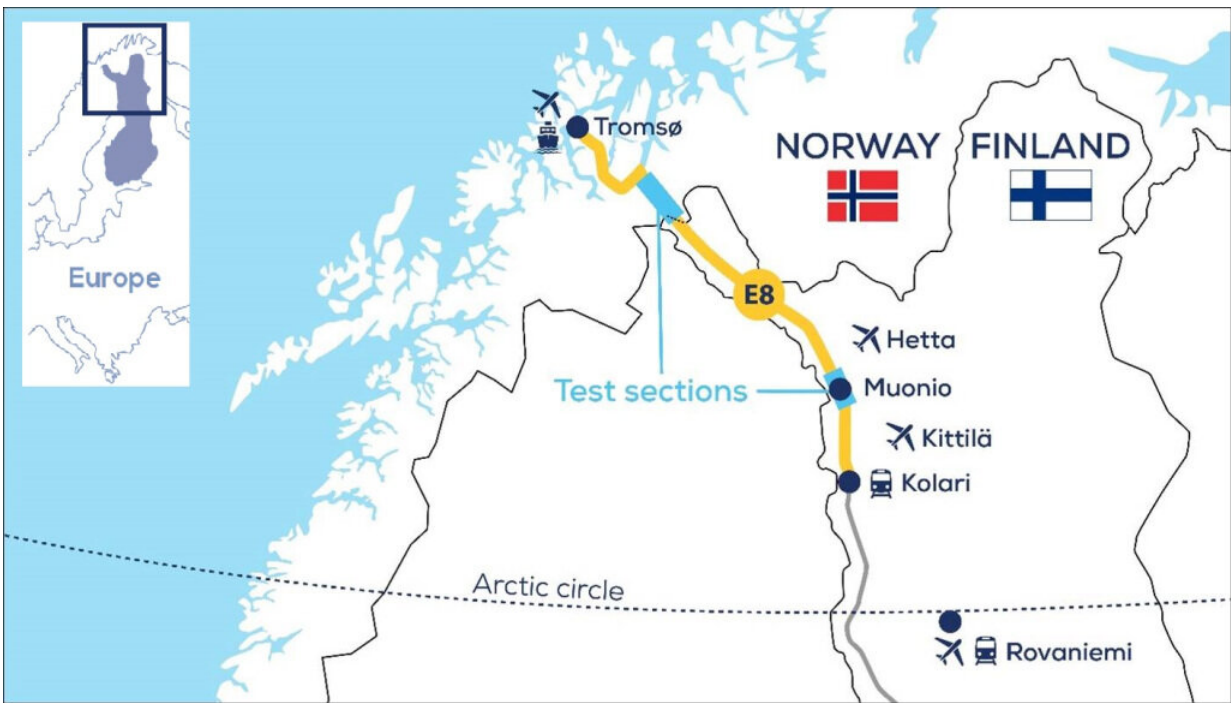 Europe
Tromsø
NORWAY
FINLAND
E8
Hetta
Test sections
Muonio
Kittilä
Kolari
Arctic circle
Rovaniemi